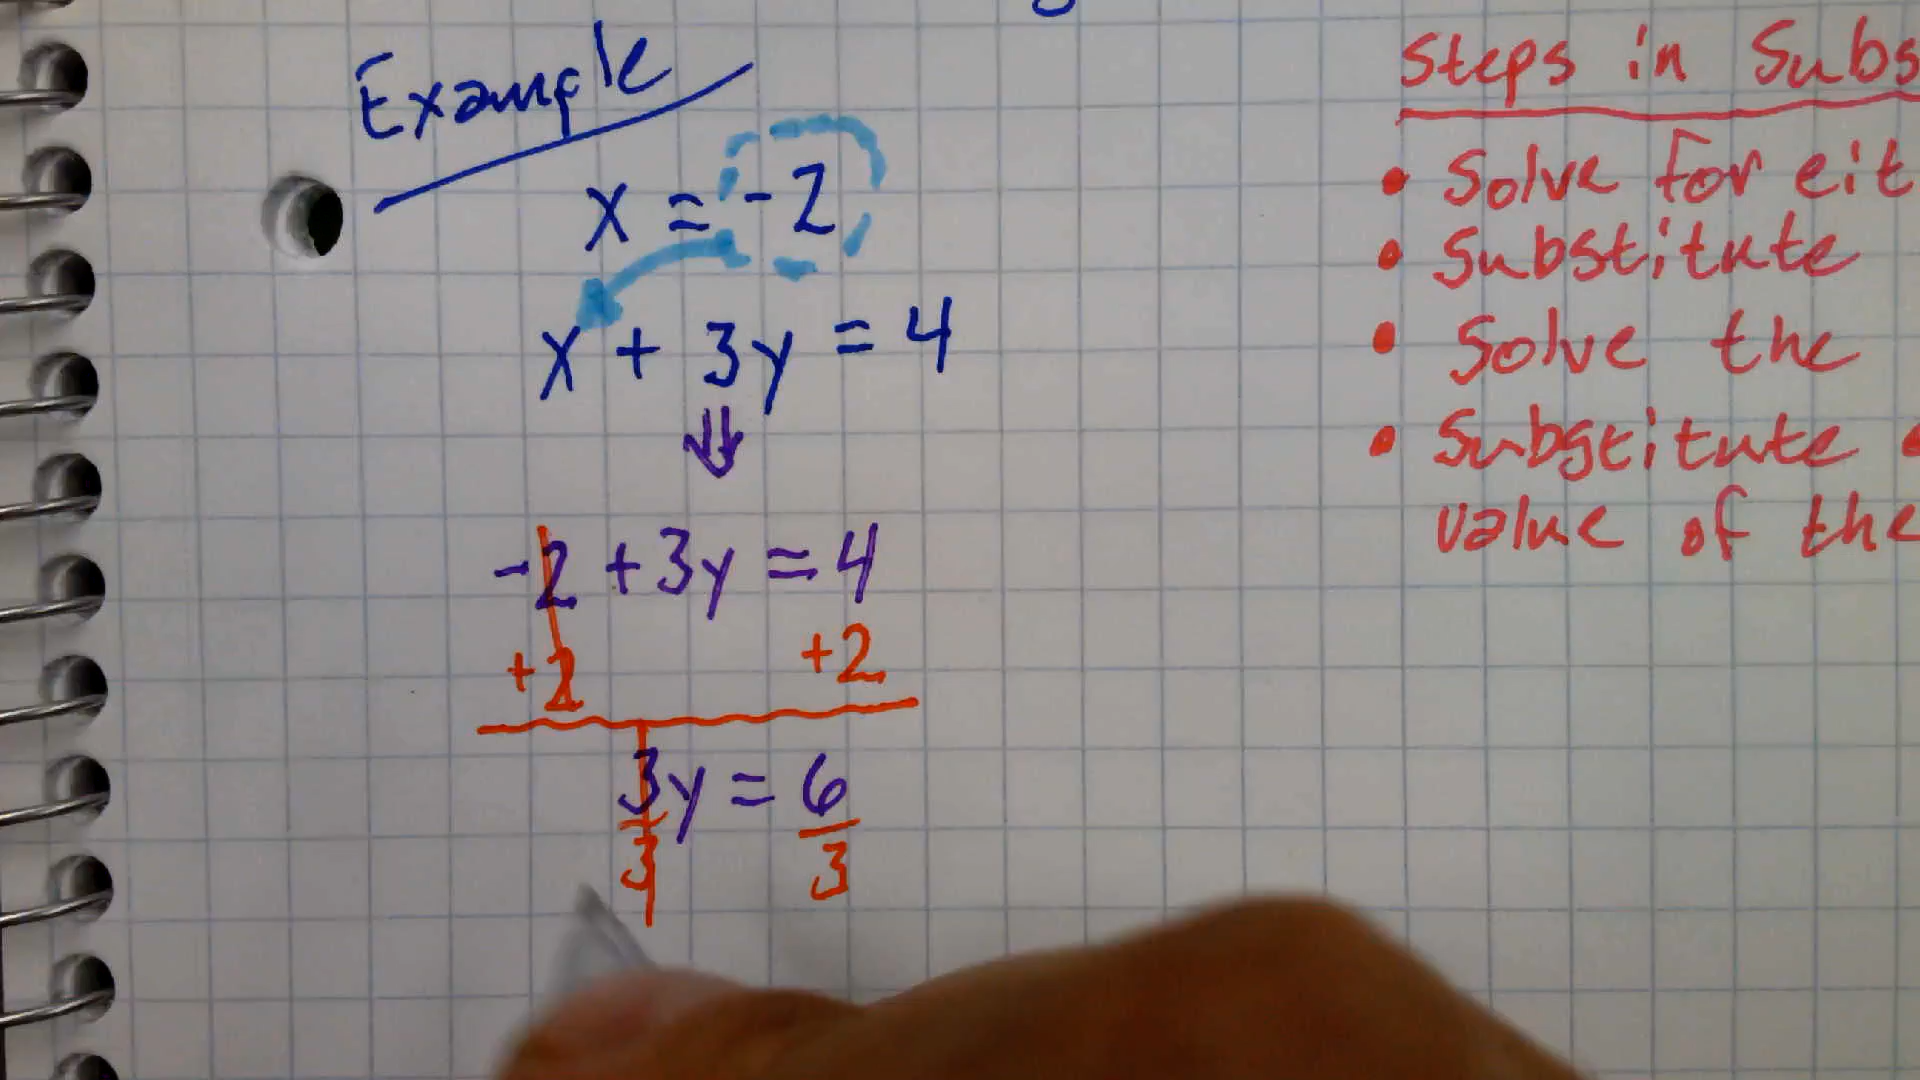 Example
x = -2
x + 3y = 4
-2 + 3y = 4
+2 +2
3y = 6
3 3
Steps in Subs
• Solve for eit
• Substitute
• Solve the
• Substitute
value of the